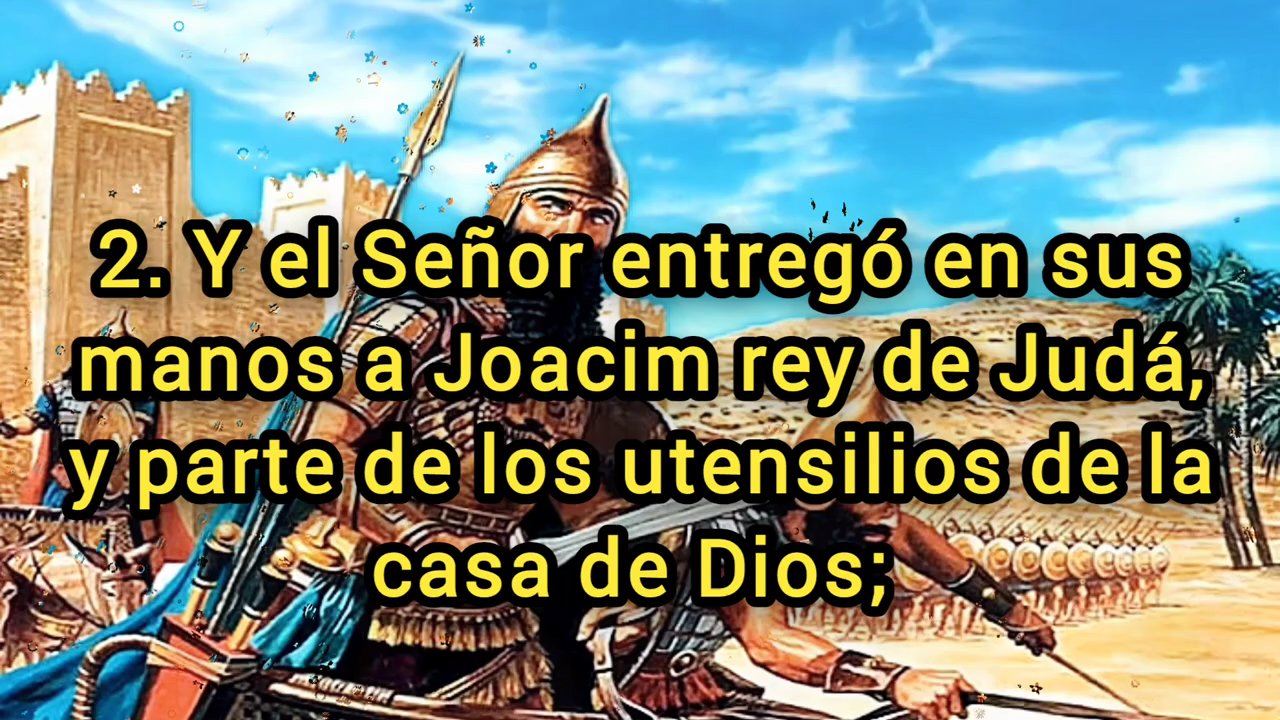 2. Y el Señor entregó en sus
manos a Joacim rey de Judá,
y parte de los utensilios de la
casa de Dios;